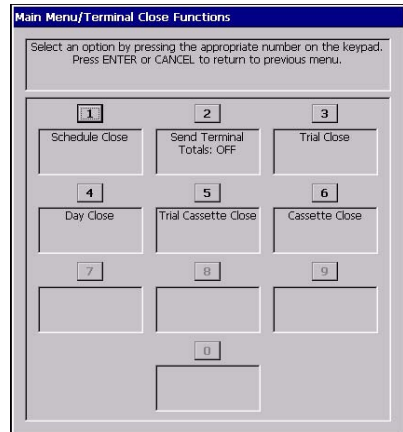 Main Menu/Terminal Close Functions
Select an option by pressing the appropriate number on the keypad.
Press ENTER or CANCEL to return to previous menu.
1 2 3
Schedule Close Send Terminal Trial Close
Totals: OFF
4 5 6
Day Close Trial Cassette Close Cassette Close
7 8 9
0